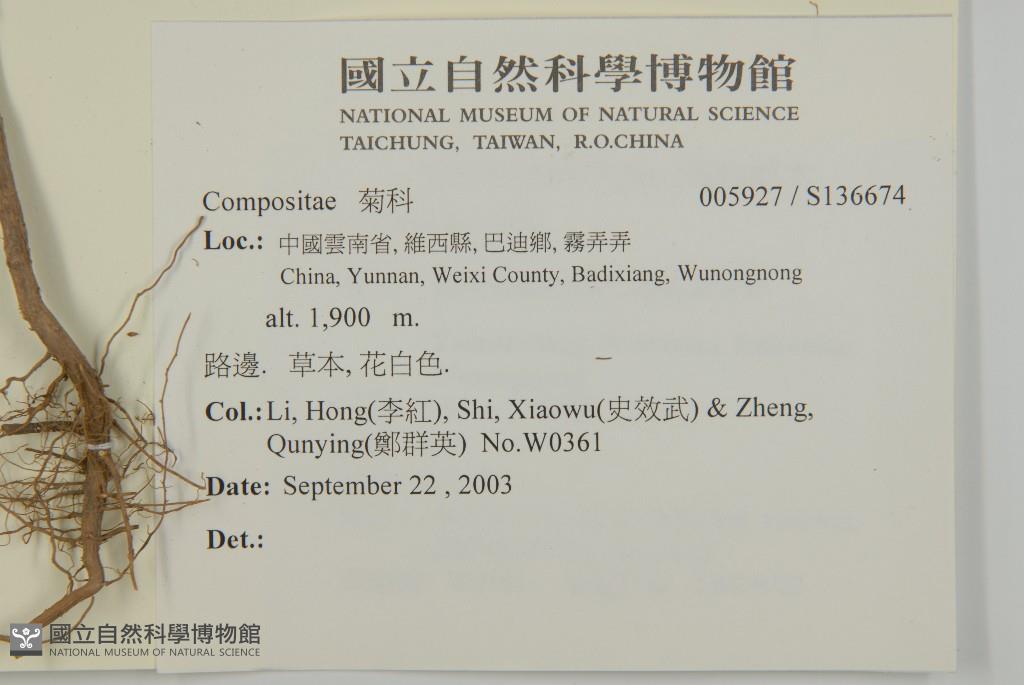 國立自然科學博物館
NATIONAL MUSEUM OF NATURAL SCIENCE
TAICHUNG, TAIWAN, R.O.CHINA
Compositae 菊科 005927 / S136674
Loc.: 中國雲南省, 維西縣, 巴迪鄉, 霧弄弄
China, Yunnan, Weixi County, Badixiang, Wunongnong
alt. 1,900 m.
路邊. 草本, 花白色.
Col.: Li, Hong(李紅), Shi, Xiaowu(史效武) & Zheng,
Qunying(鄭群英) No.W0361
Date: September 22 , 2003
Det.:
國立自然科學博物館
NATIONAL MUSEUM OF NATURAL SCIENCE